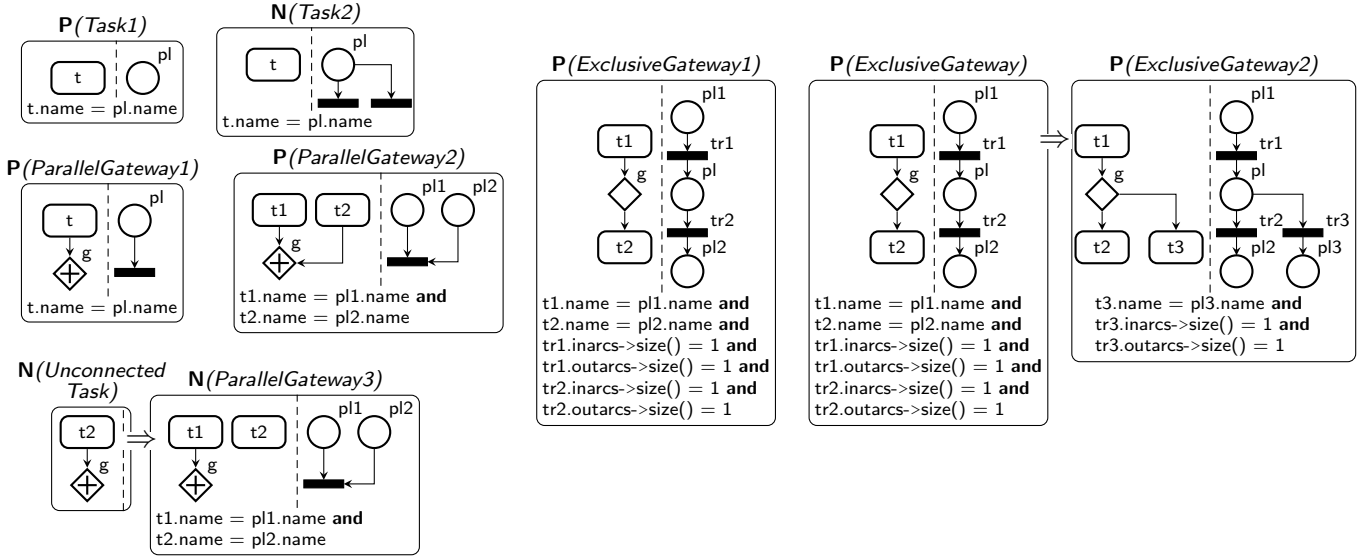 P(Task1)
t
pl
t.name = pl.name
N(Task2)
t
pl
t.name = pl.name
P(ParallelGateway1)
t
g
pl
t.name = pl.name
P(ParallelGateway2)
t1
t2
g
pl1
pl2
t1.name = pl1.name and
t2.name = pl2.name
N(Unconnected
Task)
t2
g
⇒
N(ParallelGateway3)
t1
t2
g
pl1
pl2
t1.name = pl1.name and
t2.name = pl2.name
P(ExclusiveGateway1)
t1
g
t2
pl1
tr1
pl
tr2
pl2
t1.name = pl1.name and
t2.name = pl2.name and
tr1.inarcs->size() = 1 and
tr1.outarcs->size() = 1 and
tr2.inarcs->size() = 1 and
tr2.outarcs->size() = 1
P(ExclusiveGateway)
t1
g
t2
pl1
tr1
pl
tr2
pl2
t1.name = pl1.name and
t2.name = pl2.name and
tr1.inarcs->size() = 1 and
tr1.outarcs->size() = 1 and
tr2.inarcs->size() = 1 and
tr2.outarcs->size() = 1
⇒
P(ExclusiveGateway2)
t1
g
t2
t3
pl1
tr1
pl
tr2
tr3
pl2
pl3
t3.name = pl3.name and
tr3.inarcs->size() = 1 and
tr3.outarcs->size() = 1